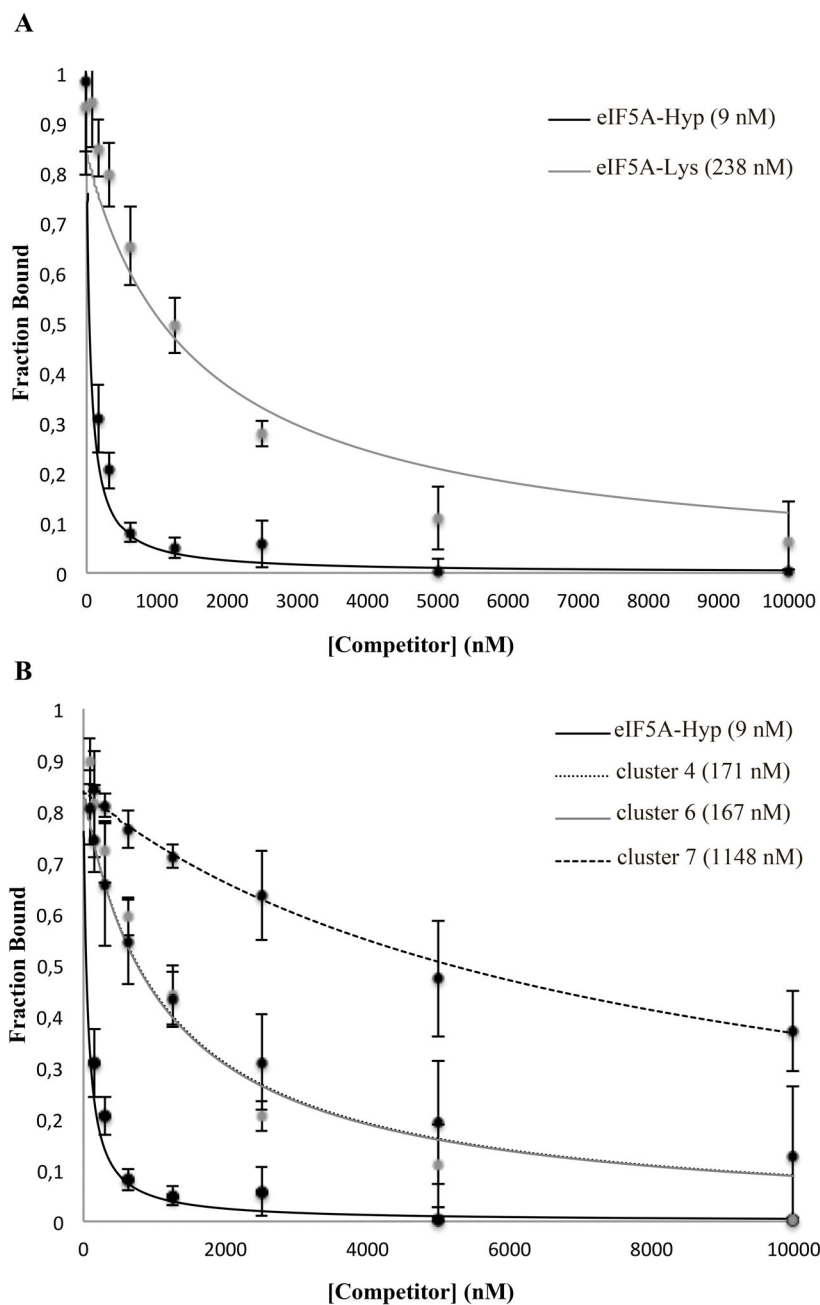 A
1
0,9
0,8
0,7
0,6
0,5
0,4
0,3
0,2
0,1
0
Fraction Bound
eIF5A-Hyp (9 nM)
eIF5A-Lys (238 nM)
0 1000 2000 3000 4000 5000 6000 7000 8000 9000 10000
[Competitor] (nM)
B
1
0,9
0,8
0,7
0,6
0,5
0,4
0,3
0,2
0,1
0
Fraction Bound
eIF5A-Hyp (9 nM)
cluster 4 (171 nM)
cluster 6 (167 nM)
cluster 7 (1148 nM)
0 2000 4000 6000 8000 10000
[Competitor] (nM)